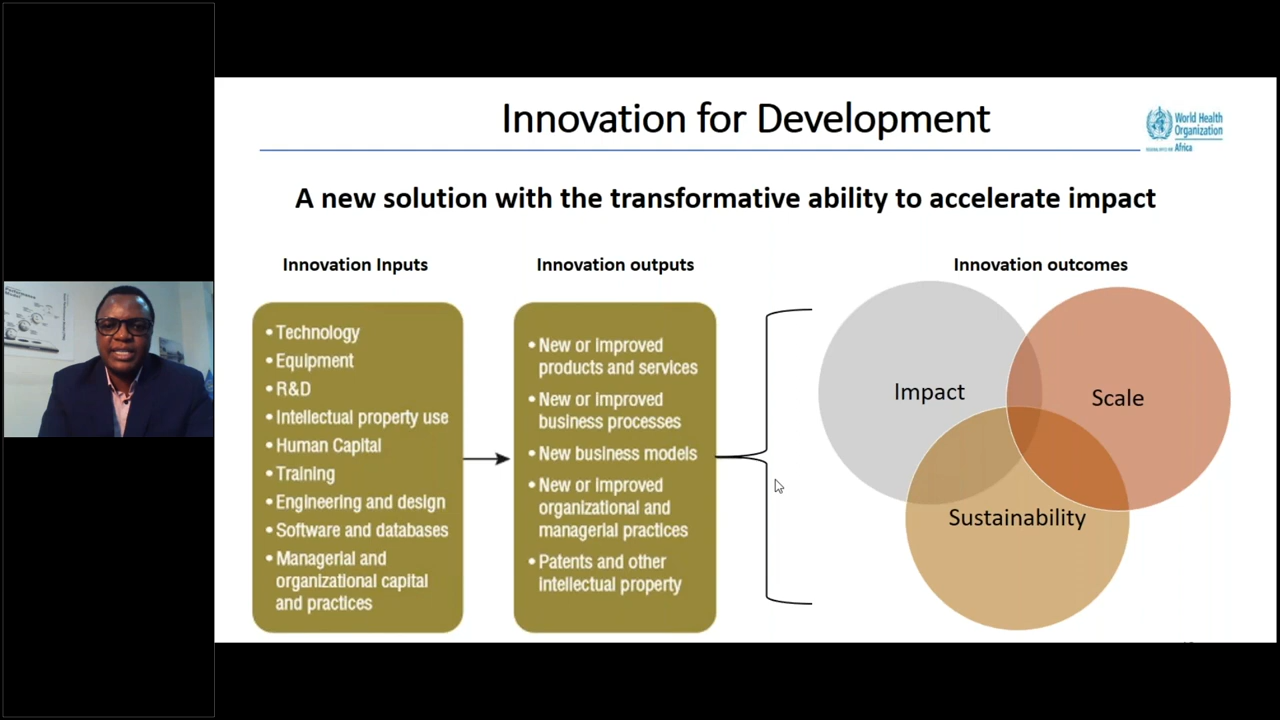 Innovation for Development
World Health
Organization
REGIONAL OFFICE FOR Africa
A new solution with the transformative ability to accelerate impact
Innovation Inputs
• Technology
• Equipment
• R&D
• Intellectual property use
• Human Capital
• Training
• Engineering and design
• Software and databases
• Managerial and
organizational capital
and practices
Innovation outputs
• New or improved
products and services
• New or improved
business processes
• New business models
• New or improved
organizational and
managerial practices
• Patents and other
intellectual property
Innovation outcomes
Impact
Scale
Sustainability